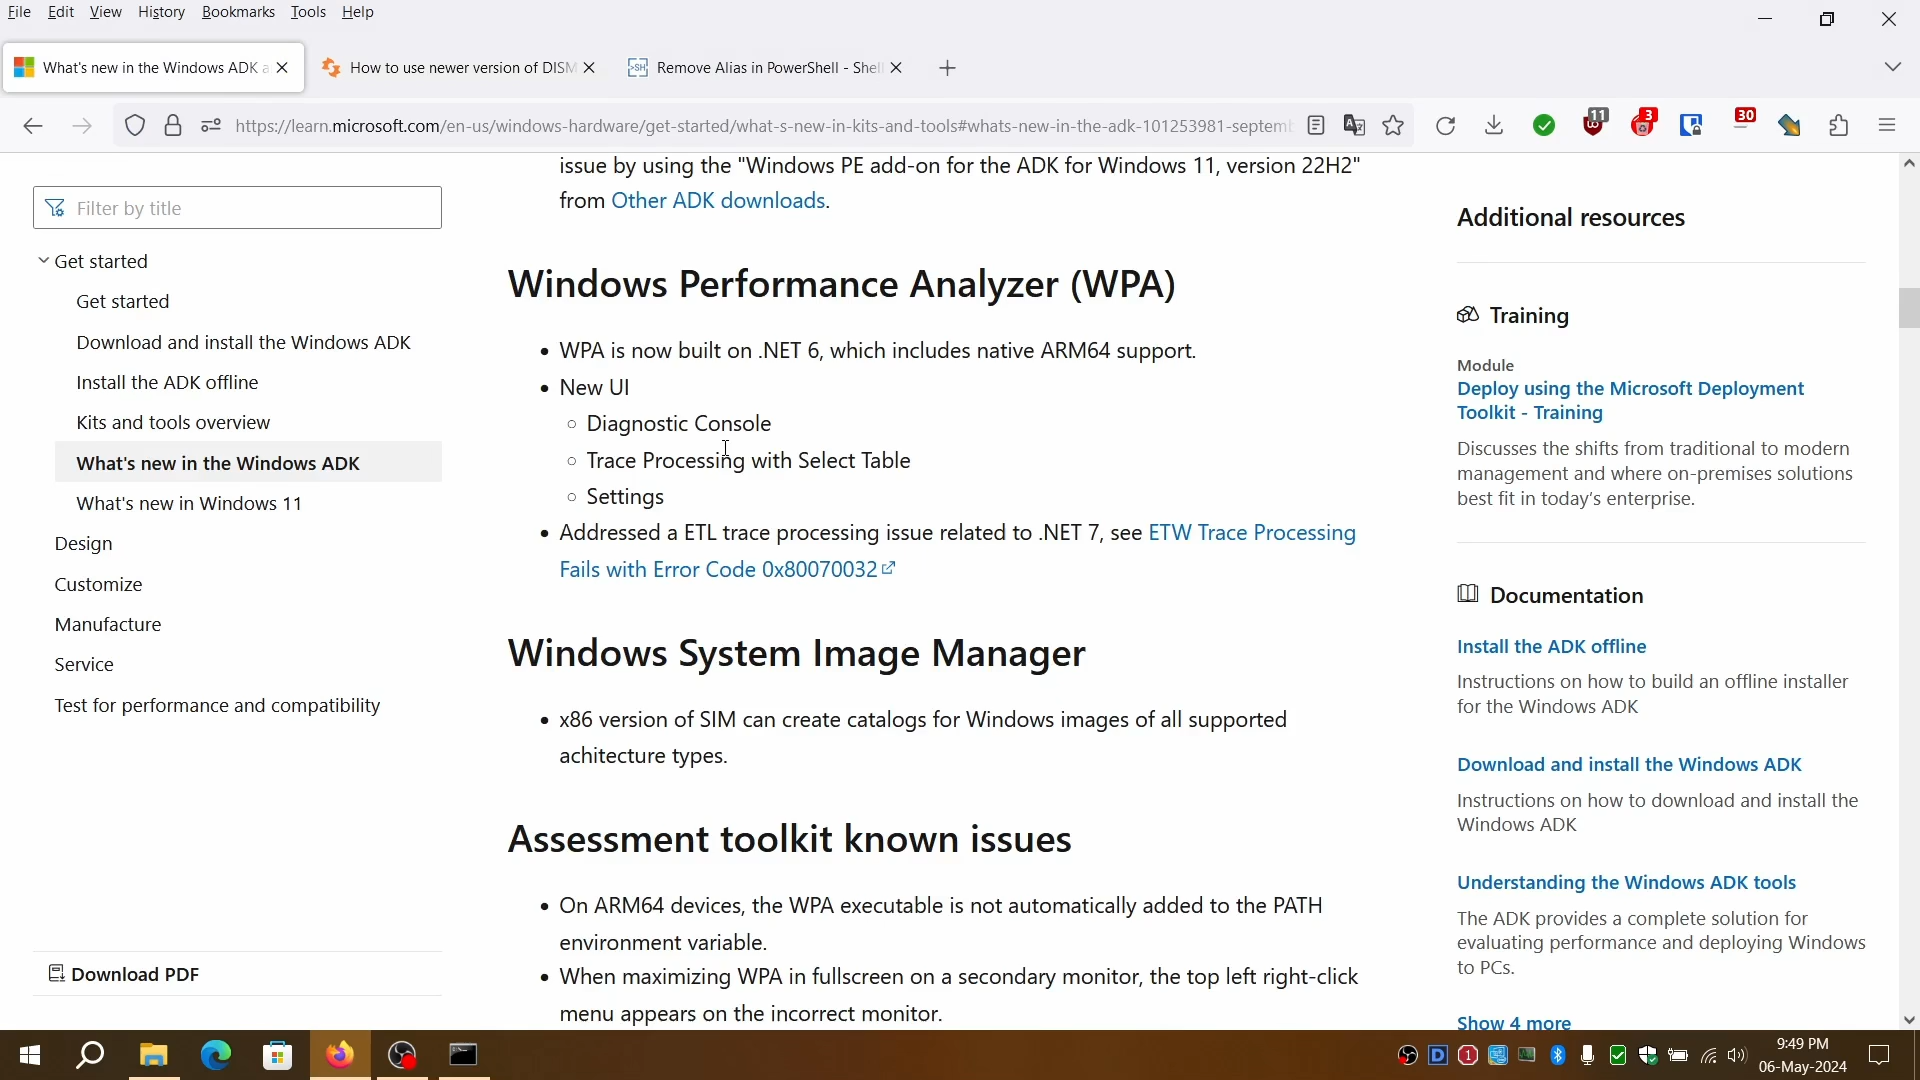 File Edit View History Bookmarks Tools Help
What's new in the Windows ADK a
How to use newer version of DISM
Remove Alias in PowerShell - Shel
https://learn.microsoft.com/en-us/windows-hardware/get-started/what-s-new-in-kits-and-tools#whats-new-in-the-adk-101253981-septemb
11
3
30
Filter by title
Get started
Get started
Download and install the Windows ADK
Install the ADK offline
Kits and tools overview
What's new in the Windows ADK
What's new in Windows 11
Design
Customize
Manufacture
Service
Test for performance and compatibility
Download PDF
issue by using the "Windows PE add-on for the ADK for Windows 11, version 22H2"
from Other ADK downloads.
Windows Performance Analyzer (WPA)
• WPA is now built on .NET 6, which includes native ARM64 support.
• New UI
○ Diagnostic Console
○ Trace Processing with Select Table
○ Settings
• Addressed a ETL trace processing issue related to .NET 7, see ETW Trace Processing
Fails with Error Code 0x80070032
Windows System Image Manager
• x86 version of SIM can create catalogs for Windows images of all supported
achitecture types.
Assessment toolkit known issues
• On ARM64 devices, the WPA executable is not automatically added to the PATH
environment variable.
• When maximizing WPA in fullscreen on a secondary monitor, the top left right-click
menu appears on the incorrect monitor.
Additional resources
Training
Module
Deploy using the Microsoft Deployment
Toolkit - Training
Discusses the shifts from traditional to modern
management and where on-premises solutions
best fit in today's enterprise.
Documentation
Install the ADK offline
Instructions on how to build an offline installer
for the Windows ADK
Download and install the Windows ADK
Instructions on how to download and install the
Windows ADK
Understanding the Windows ADK tools
The ADK provides a complete solution for
evaluating performance and deploying Windows
to PCs.
Show 4 more
9:49 PM
06-May-2024